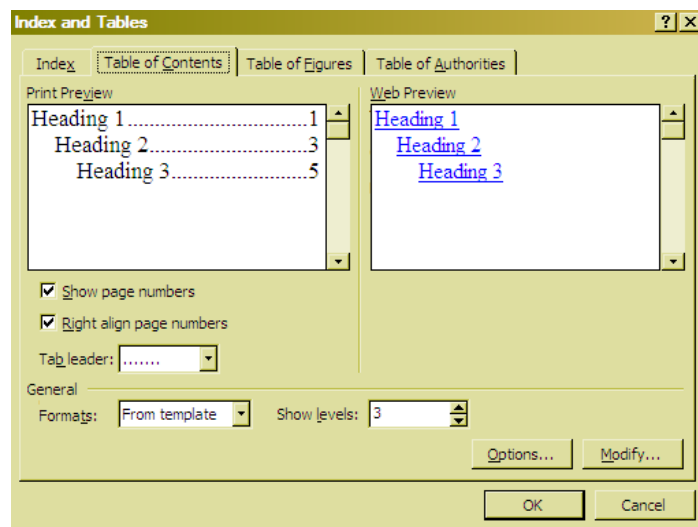 Index and Tables
Index
Table of Contents
Table of Figures
Table of Authorities
Print Preview
Heading 1..............................1
Heading 2..........................3
Heading 3......................5
Web Preview
Heading 1
Heading 2
Heading 3
Show page numbers
Right align page numbers
Tab leader: .......
General
Formats: From template
Show levels: 3
Options...
Modify...
OK
Cancel